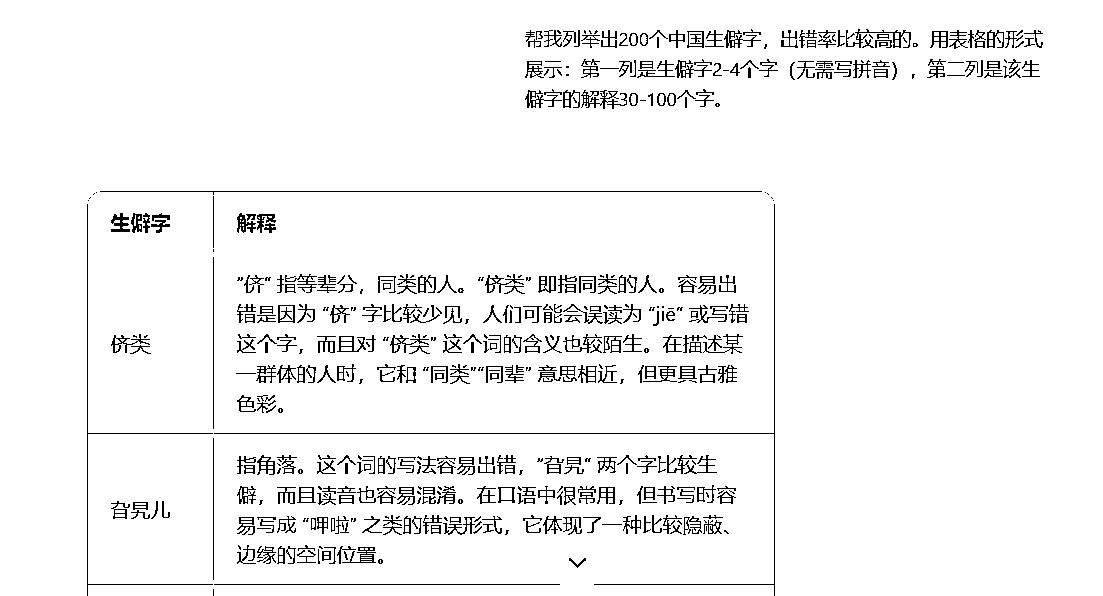 帮我列举出200个中国生僻字，出错率比较高的。用表格的形式
展示：第一列是生僻字2-4个字（无需写拼音），第二列是该生
僻字的解释30-100个字。
生僻字
解释
侪类
“侪” 指等辈分，同类的人。“侪类” 即指同类的人。容易出
错是因为 “侪” 字比较少见，人们可能会误读为 “jiē” 或写错
这个字，而且对 “侪类” 这个词的含义也较陌生。在描述某
一群体的人时，它和 “同类”“同辈” 意思相近，但更具古雅
色彩。
旮旯儿
指角落。这个词的写法容易出错，“旮旯” 两个字比较生
僻，而且读音也容易混淆。在口语中很常用，但书写时容
易写成 “呷啦” 之类的错误形式，它体现了一种比较隐蔽、
边缘的空间位置。